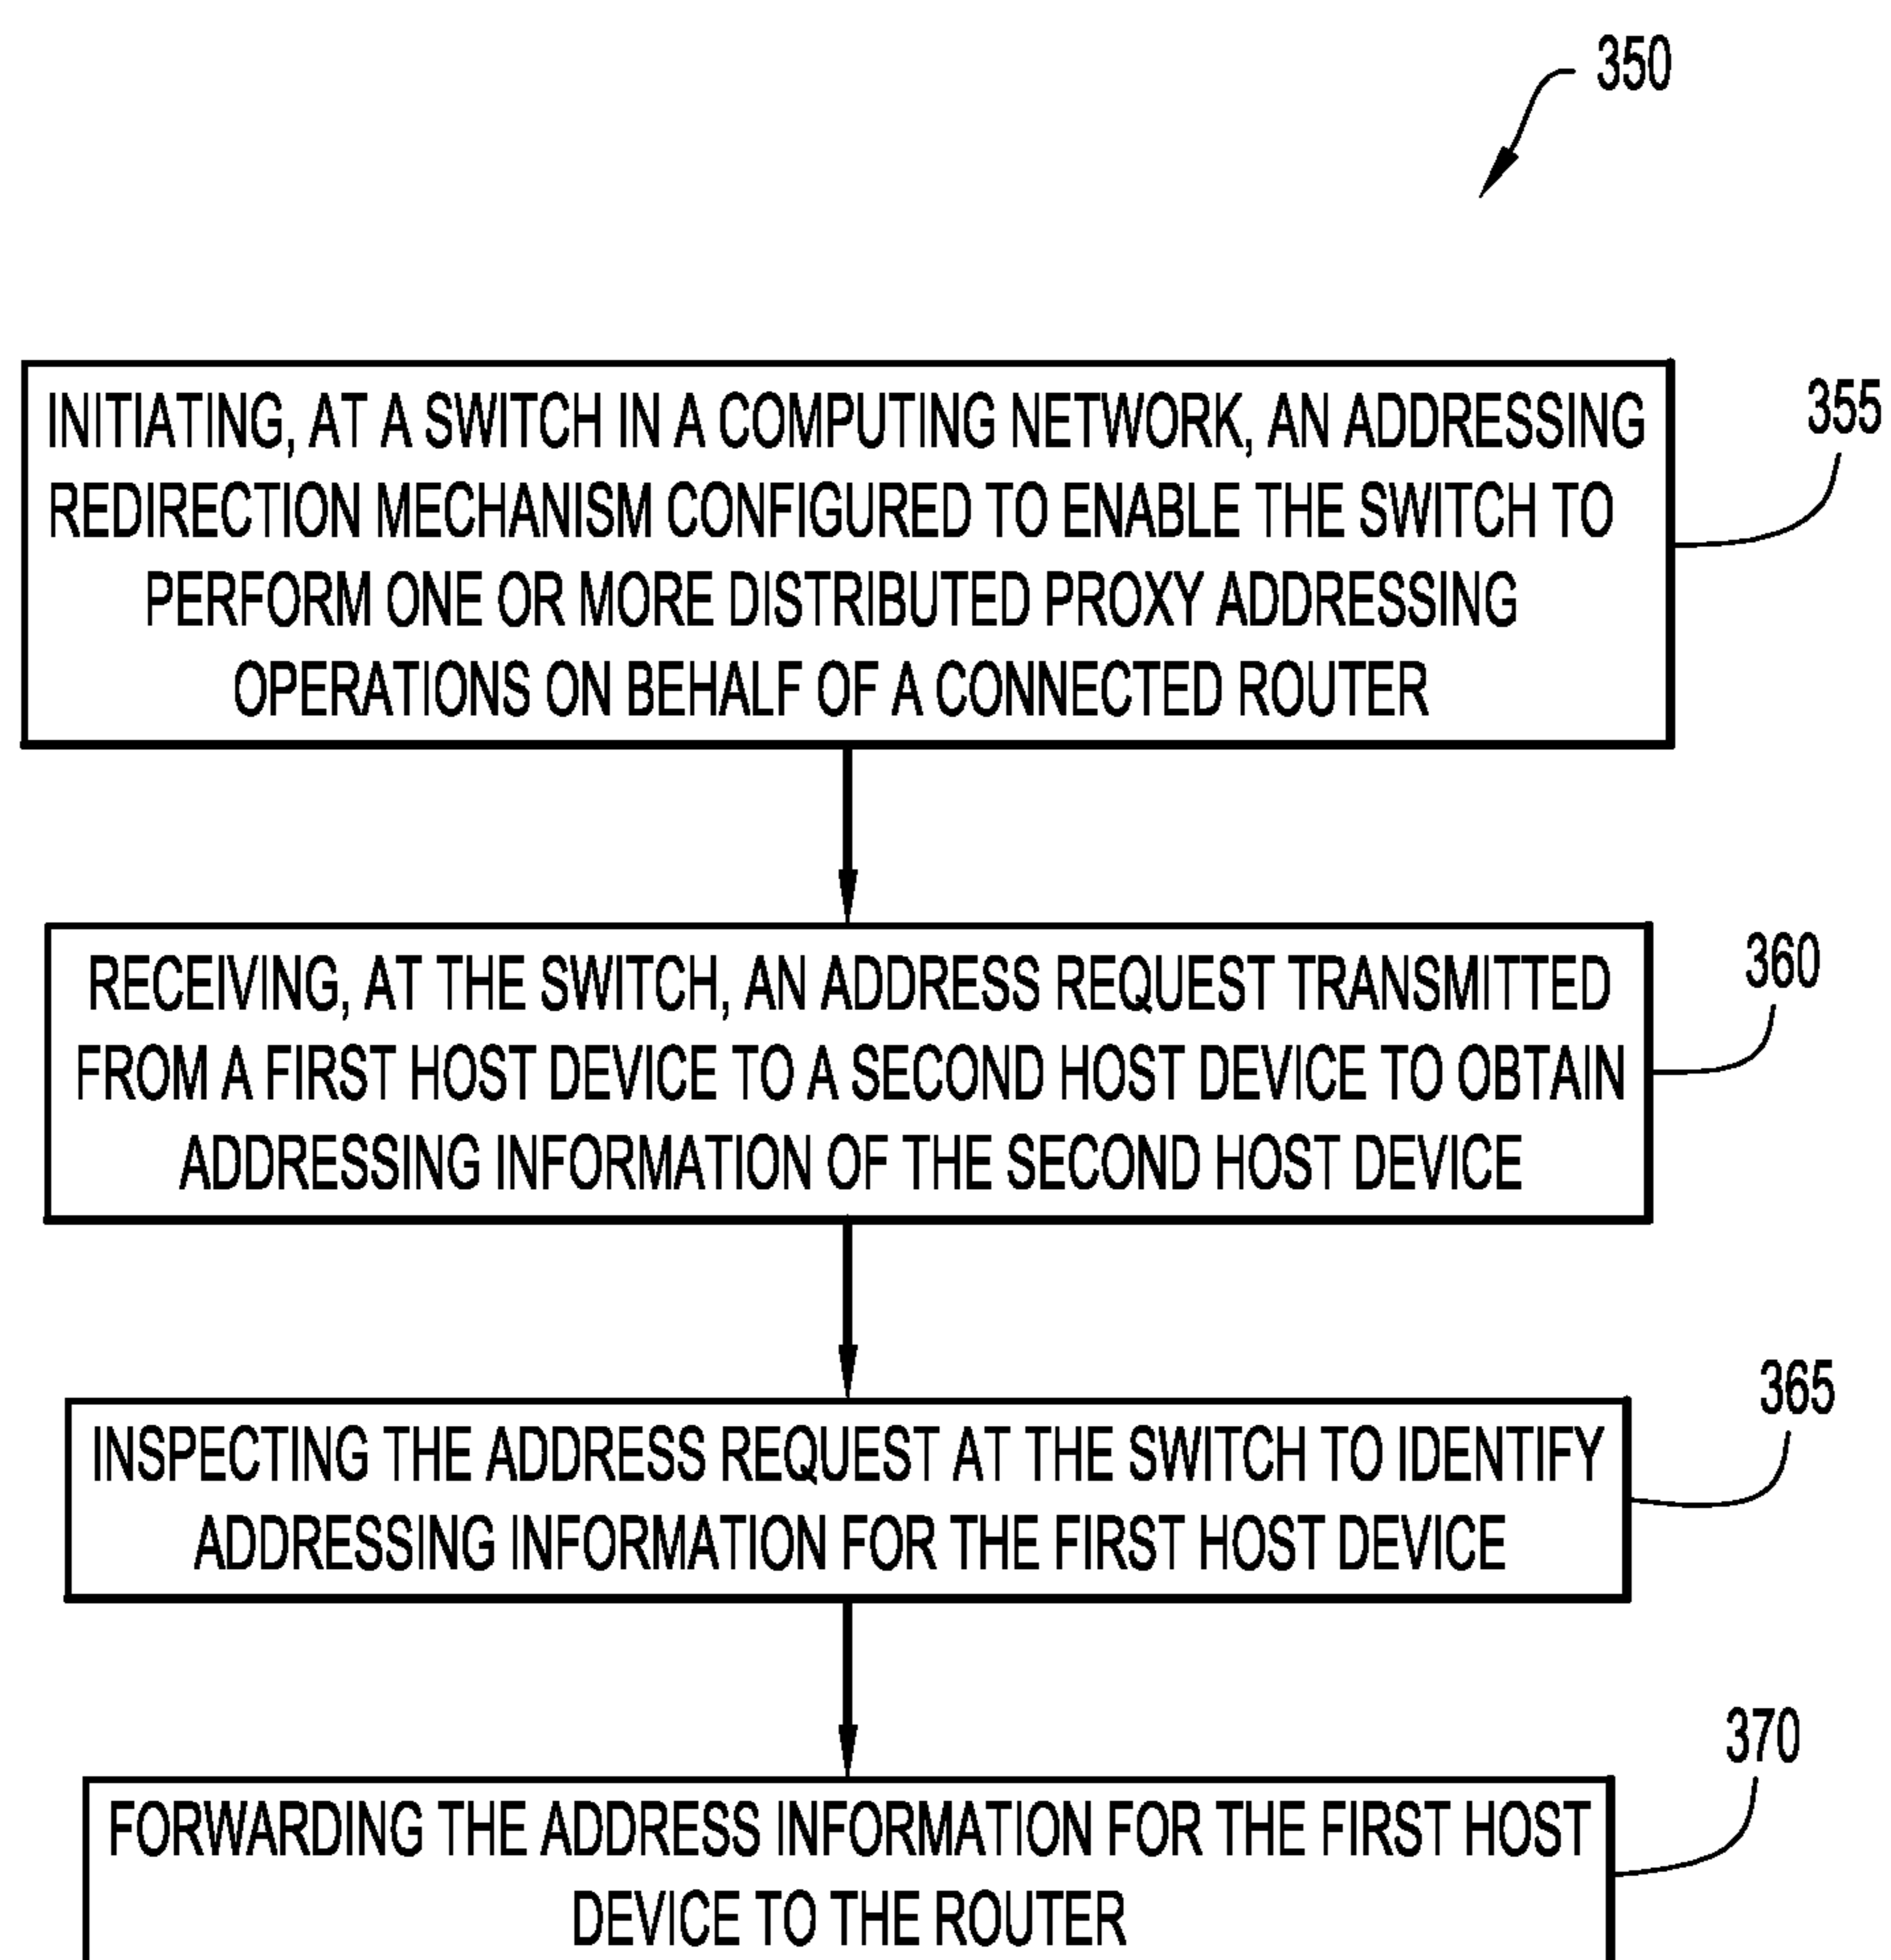 350
INITIATING, AT A SWITCH IN A COMPUTING NETWORK, AN ADDRESSING
REDIRECTION MECHANISM CONFIGURED TO ENABLE THE SWITCH TO
PERFORM ONE OR MORE DISTRIBUTED PROXY ADDRESSING
OPERATIONS ON BEHALF OF A CONNECTED ROUTER
355
RECEIVING, AT THE SWITCH, AN ADDRESS REQUEST TRANSMITTED
FROM A FIRST HOST DEVICE TO A SECOND HOST DEVICE TO OBTAIN
ADDRESSING INFORMATION OF THE SECOND HOST DEVICE
360
INSPECTING THE ADDRESS REQUEST AT THE SWITCH TO IDENTIFY
ADDRESSING INFORMATION FOR THE FIRST HOST DEVICE
365
FORWARDING THE ADDRESS INFORMATION FOR THE FIRST HOST
DEVICE TO THE ROUTER
370